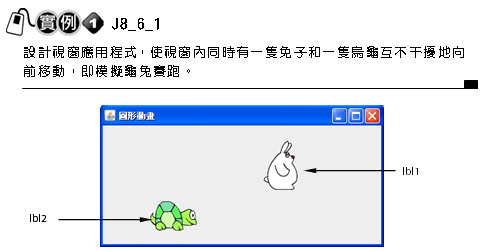 實例 1 J8_6_1
設計視窗應用程式，使視窗內同時有一隻兔子和一隻烏龜互不干擾地向
前移動，即模擬龜兔賽跑。
圖形動畫
lbl1
lbl2